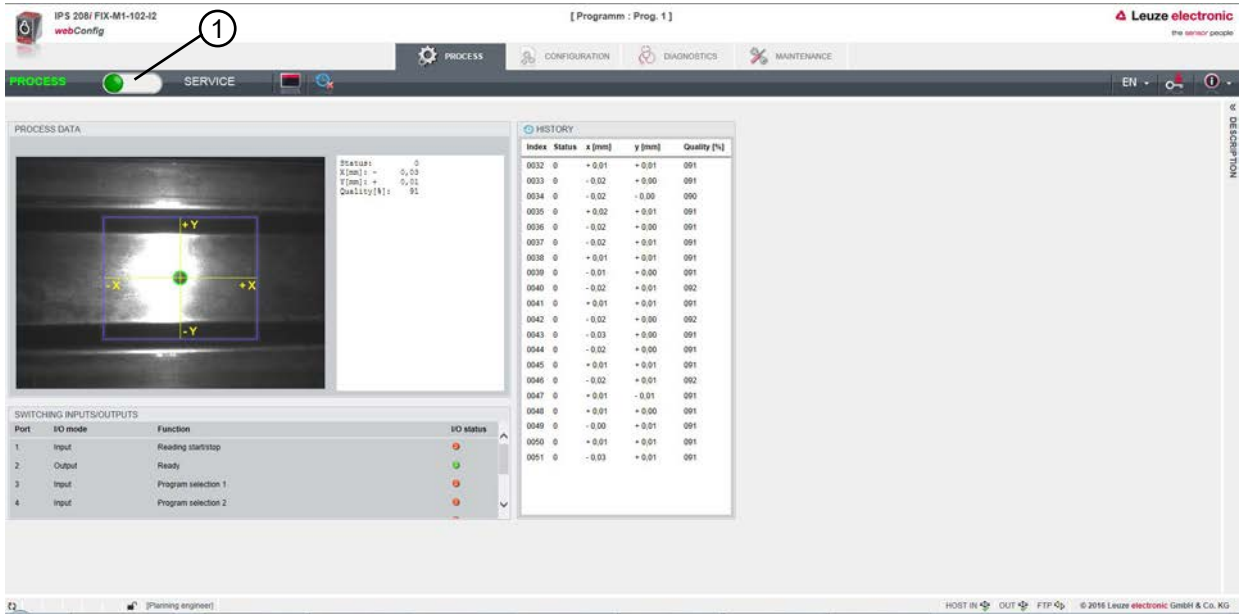 IPS 208i FIX-M1-102-I2
webConfig
1
[ Programm : Prog. 1 ]
Leuze electronic
the sensor people
PROCESS
CONFIGURATION
DIAGNOSTICS
MAINTENANCE
PROCESS
SERVICE
EN
DESCRIPTION
PROCESS DATA
+Y
-X
+X
-Y
Status: 0
X[mm]: - 0,03
Y[mm]: + 0,01
Quality[%]: 91
HISTORY
Index Status x [mm] y [mm] Quality [%]
0032 0 + 0,01 + 0,01 091
0033 0 - 0,02 + 0,00 091
0034 0 - 0,02 - 0,00 090
0035 0 + 0,02 + 0,01 091
0036 0 - 0,02 + 0,00 091
0037 0 - 0,02 + 0,01 091
0038 0 + 0,01 + 0,01 091
0039 0 - 0,01 + 0,00 091
0040 0 - 0,02 + 0,01 092
0041 0 + 0,01 + 0,01 091
0042 0 - 0,02 + 0,00 092
0043 0 - 0,03 + 0,00 091
0044 0 - 0,02 + 0,00 091
0045 0 + 0,01 + 0,01 091
0046 0 - 0,02 + 0,01 092
0047 0 + 0,01 - 0,01 091
0048 0 + 0,01 + 0,00 091
0049 0 - 0,00 + 0,01 091
0050 0 + 0,01 + 0,01 091
0051 0 - 0,03 + 0,01 091
SWITCHING INPUTS/OUTPUTS
Port I/O mode Function I/O status
1 Input Reading start/stop
2 Output Ready
3 Input Program selection 1
4 Input Program selection 2
[Planning engineer]
HOST IN OUT FTP © 2016 Leuze electronic GmbH & Co. KG